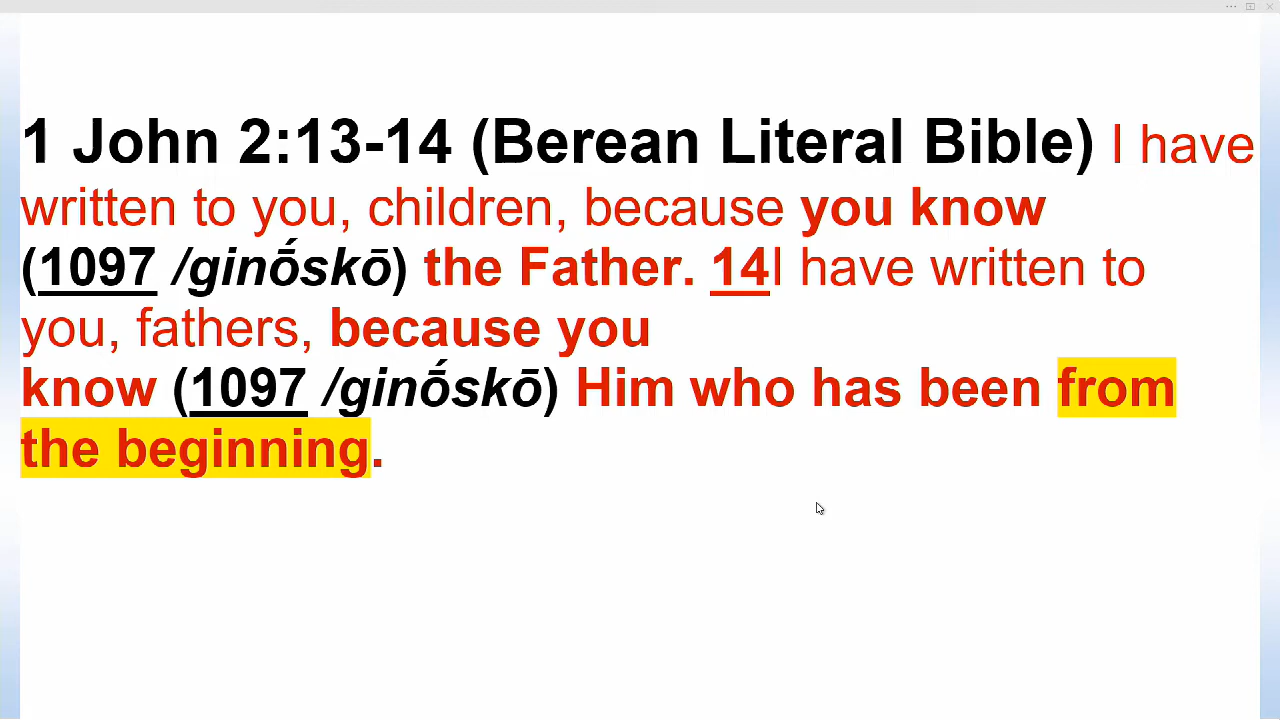 1 John 2:13-14 (Berean Literal Bible) I have
written to you, children, because you know
(1097 /ginṓskō) the Father. 14I have written to
you, fathers, because you
know (1097 /ginṓskō) Him who has been from
the beginning.